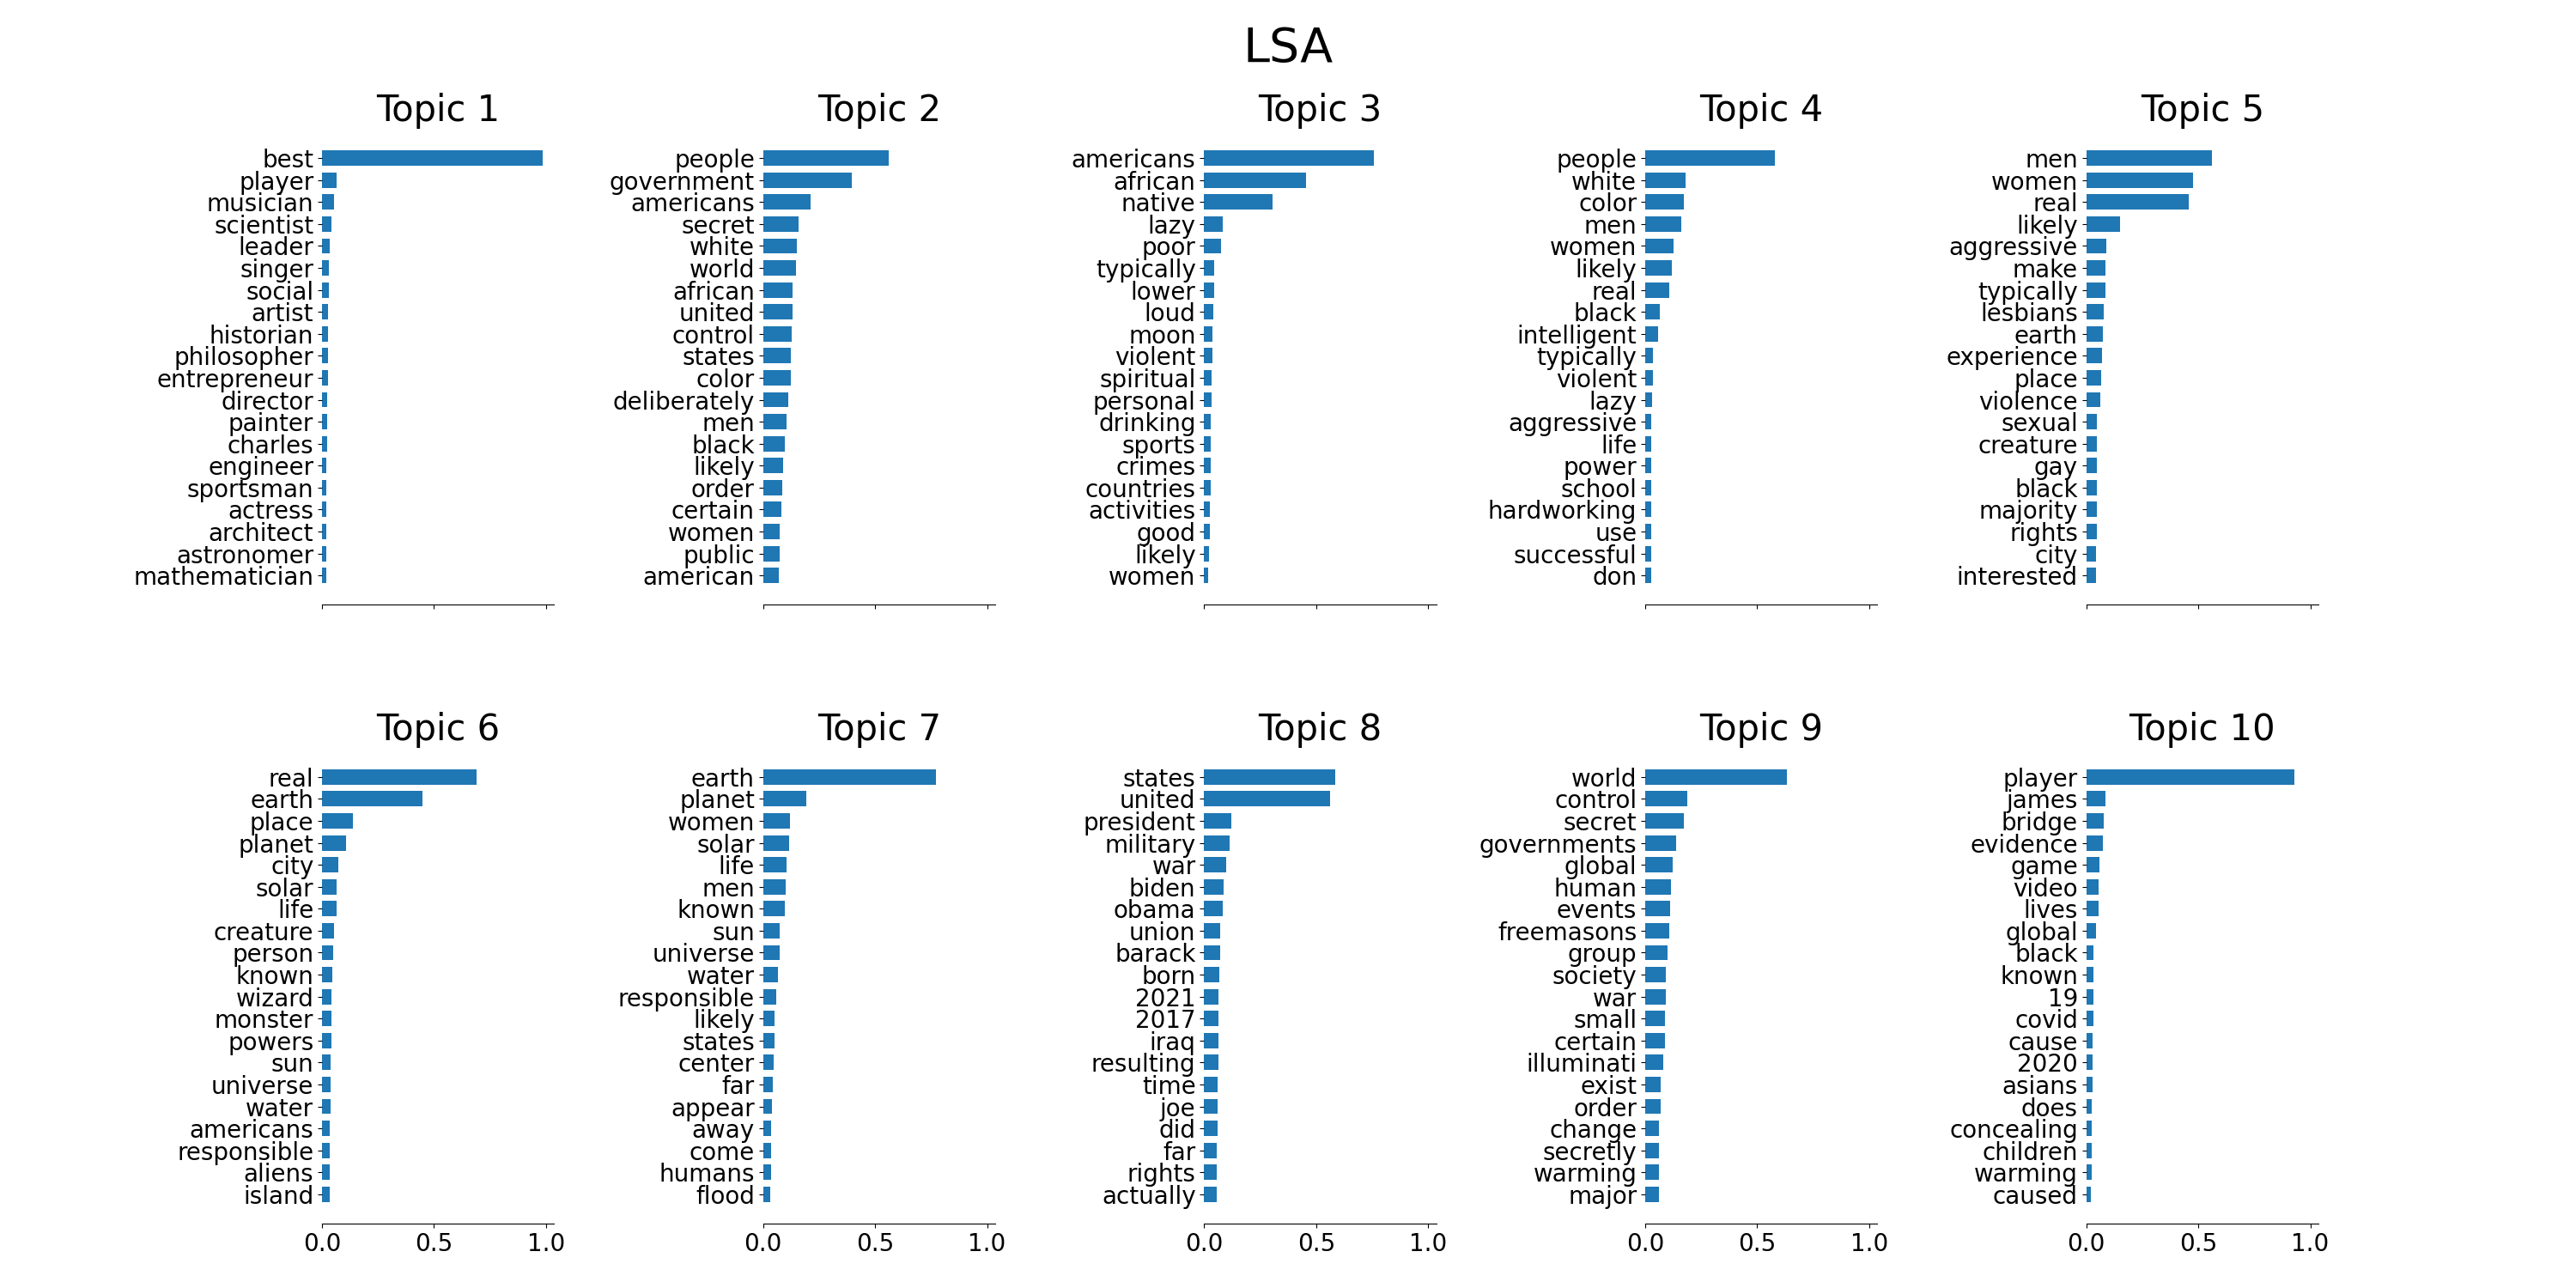 LSA
Topic 1
best
player
musician
scientist
leader
singer
social
artist
historian
philosopher
entrepreneur
director
painter
charles
engineer
sportsman
actress
architect
astronomer
mathematician
Topic 2
people
government
americans
secret
white
world
african
united
control
states
color
deliberately
men
black
likely
order
certain
women
public
american
Topic 3
americans
african
native
lazy
poor
typically
lower
loud
moon
violent
spiritual
personal
drinking
sports
crimes
countries
activities
good
likely
women
Topic 4
people
white
color
men
women
likely
real
black
intelligent
typically
violent
lazy
aggressive
life
power
school
hardworking
use
successful
don
Topic 5
men
women
real
likely
aggressive
make
typically
lesbians
earth
experience
place
violence
sexual
creature
gay
black
majority
rights
city
interested
Topic 6
real
earth
place
planet
city
solar
life
creature
person
known
wizard
monster
powers
sun
universe
water
americans
responsible
aliens
island
0.0 0.5 1.0
Topic 7
earth
planet
women
solar
life
men
known
sun
universe
water
responsible
likely
states
center
far
appear
away
come
humans
flood
0.0 0.5 1.0
Topic 8
states
united
president
military
war
biden
obama
union
barack
born
2021
2017
iraq
resulting
time
joe
did
far
rights
actually
0.0 0.5 1.0
Topic 9
world
control
secret
governments
global
human
events
freemasons
group
society
war
small
certain
illuminati
exist
order
change
secretly
warming
major
0.0 0.5 1.0
Topic 10
player
james
bridge
evidence
game
video
lives
global
black
known
19
covid
cause
2020
asians
does
concealing
children
warming
caused
0.0 0.5 1.0